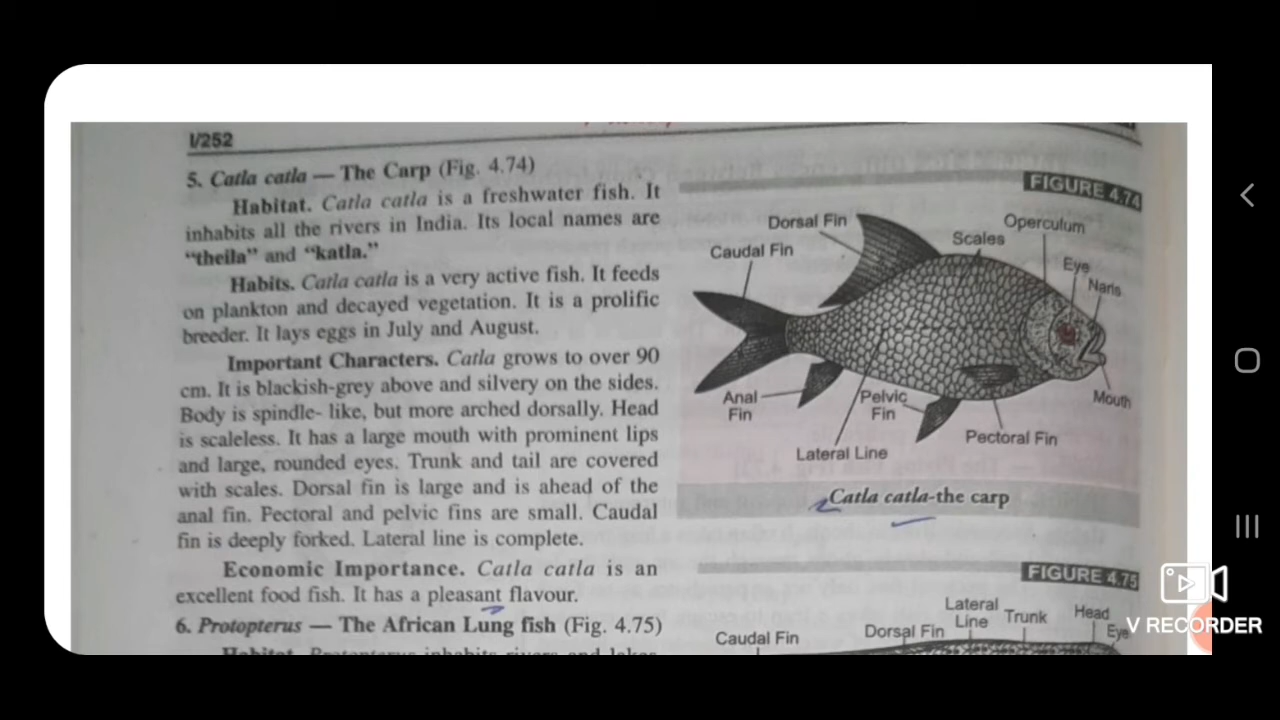 I/252
5. Catla catla — The Carp (Fig. 4.74)
Habitat. Catla catla is a freshwater fish. It
inhabits all the rivers in India. Its local names are
“theila” and “katla.”
Habits. Catla catla is a very active fish. It feeds
on plankton and decayed vegetation. It is a prolific
breeder. It lays eggs in July and August.
Important Characters. Catla grows to over 90
cm. It is blackish-grey above and silvery on the sides.
Body is spindle- like, but more arched dorsally. Head
is scaleless. It has a large mouth with prominent lips
and large, rounded eyes. Trunk and tail are covered
with scales. Dorsal fin is large and is ahead of the
anal fin. Pectoral and pelvic fins are small. Caudal
fin is deeply forked. Lateral line is complete.
Economic Importance. Catla catla is an
excellent food fish. It has a pleasant flavour.
6. Protopterus — The African Lung fish (Fig. 4.75)
Habitat. Protopterus inhabits rivers and lakes
FIGURE 4.74
Dorsal Fin
Operculum
Scales
Caudal Fin
Eye
Naris
Anal
Fin
Pelvic
Fin
Mouth
Pectoral Fin
Lateral Line
Catla catla-the carp
FIGURE 4.75
Lateral
Line
Trunk
Head
Dorsal Fin
Eye
Caudal Fin
V RECORDER